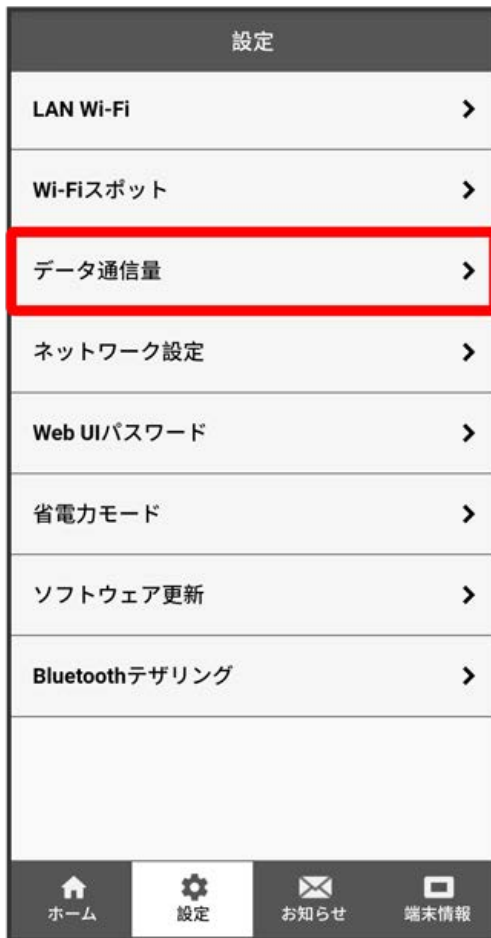 設定
LAN Wi-Fi
Wi-Fiスポット
データ通信量
ネットワーク設定
Web UIパスワード
省電力モード
ソフトウェア更新
Bluetoothテザリング
ホーム
設定
お知らせ
端末情報